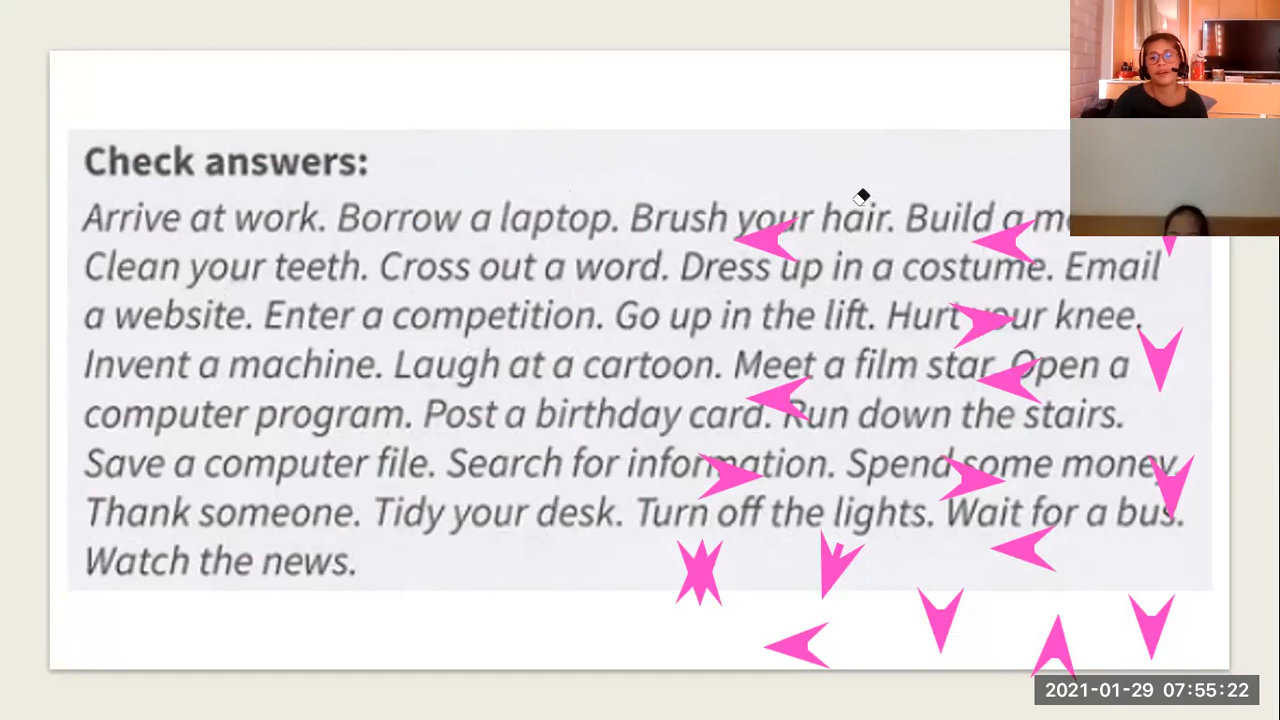 Check answers:
Arrive at work. Borrow a laptop. Brush your hair. Build a
Clean your teeth. Cross out a word. Dress up in a costume. Email
a website. Enter a competition. Go up in the lift. Hurt your knee.
Invent a machine. Laugh at a cartoon. Meet a film star. Open a
computer program. Post a birthday card. Run down the stairs.
Save a computer file. Search for information. Spend some money.
Thank someone. Tidy your desk. Turn off the lights. Wait for a bus.
Watch the news.
2021-01-29 07:55:22